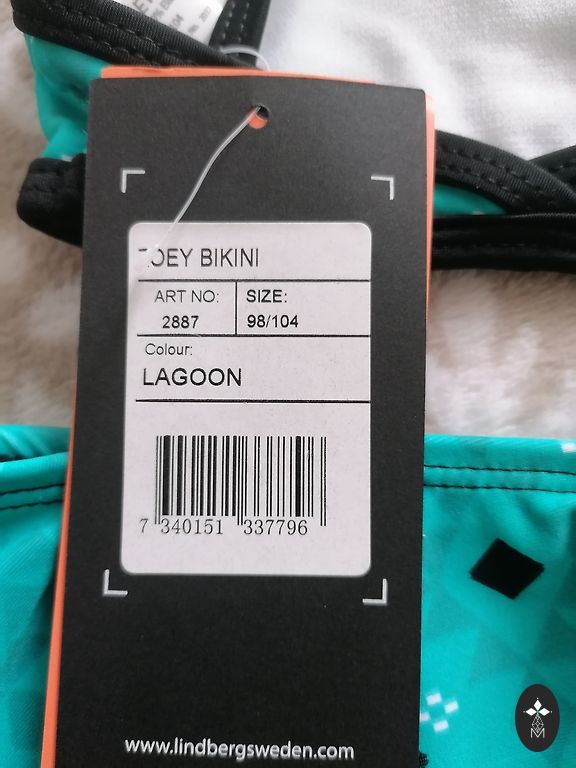 BIKINI
ART NO: SIZE:
2887 98/104
Colour:
LAGOON
7 340151 337796
www.lindbergsweden.com